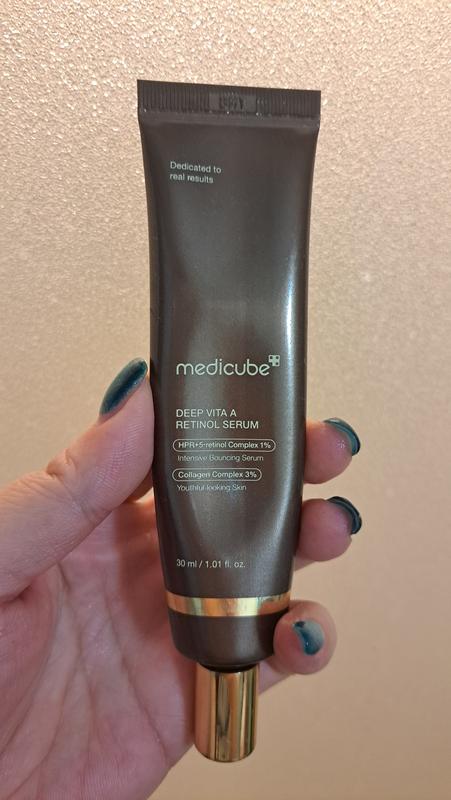 Dedicated to
real results
medicube
DEEP VITA A
RETINOL SERUM
HPR+5-retinol Complex 1%
Intensive Bouncing Serum
Collagen Complex 3%
Youthful-looking Skin
30 ml / 1.01 fl. oz.